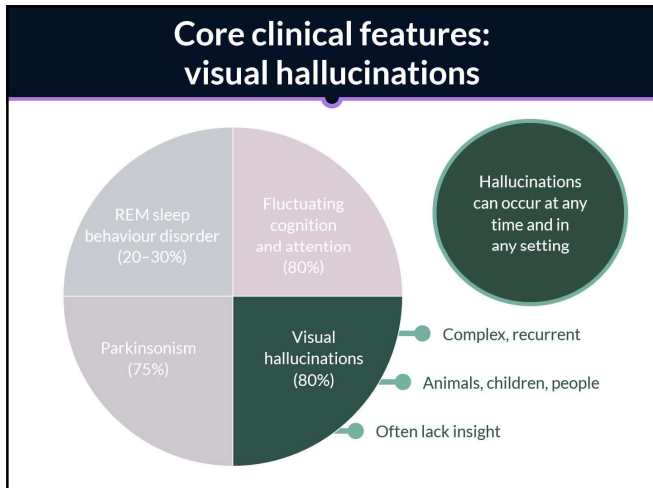 Core clinical features:
visual hallucinations
REM sleep
behaviour disorder
(20–30%)
Fluctuating
cognition
and attention
(80%)
Hallucinations
can occur at any
time and in
any setting
Parkinsonism
(75%)
Visual
hallucinations
(80%)
Complex, recurrent
Animals, children, people
Often lack insight